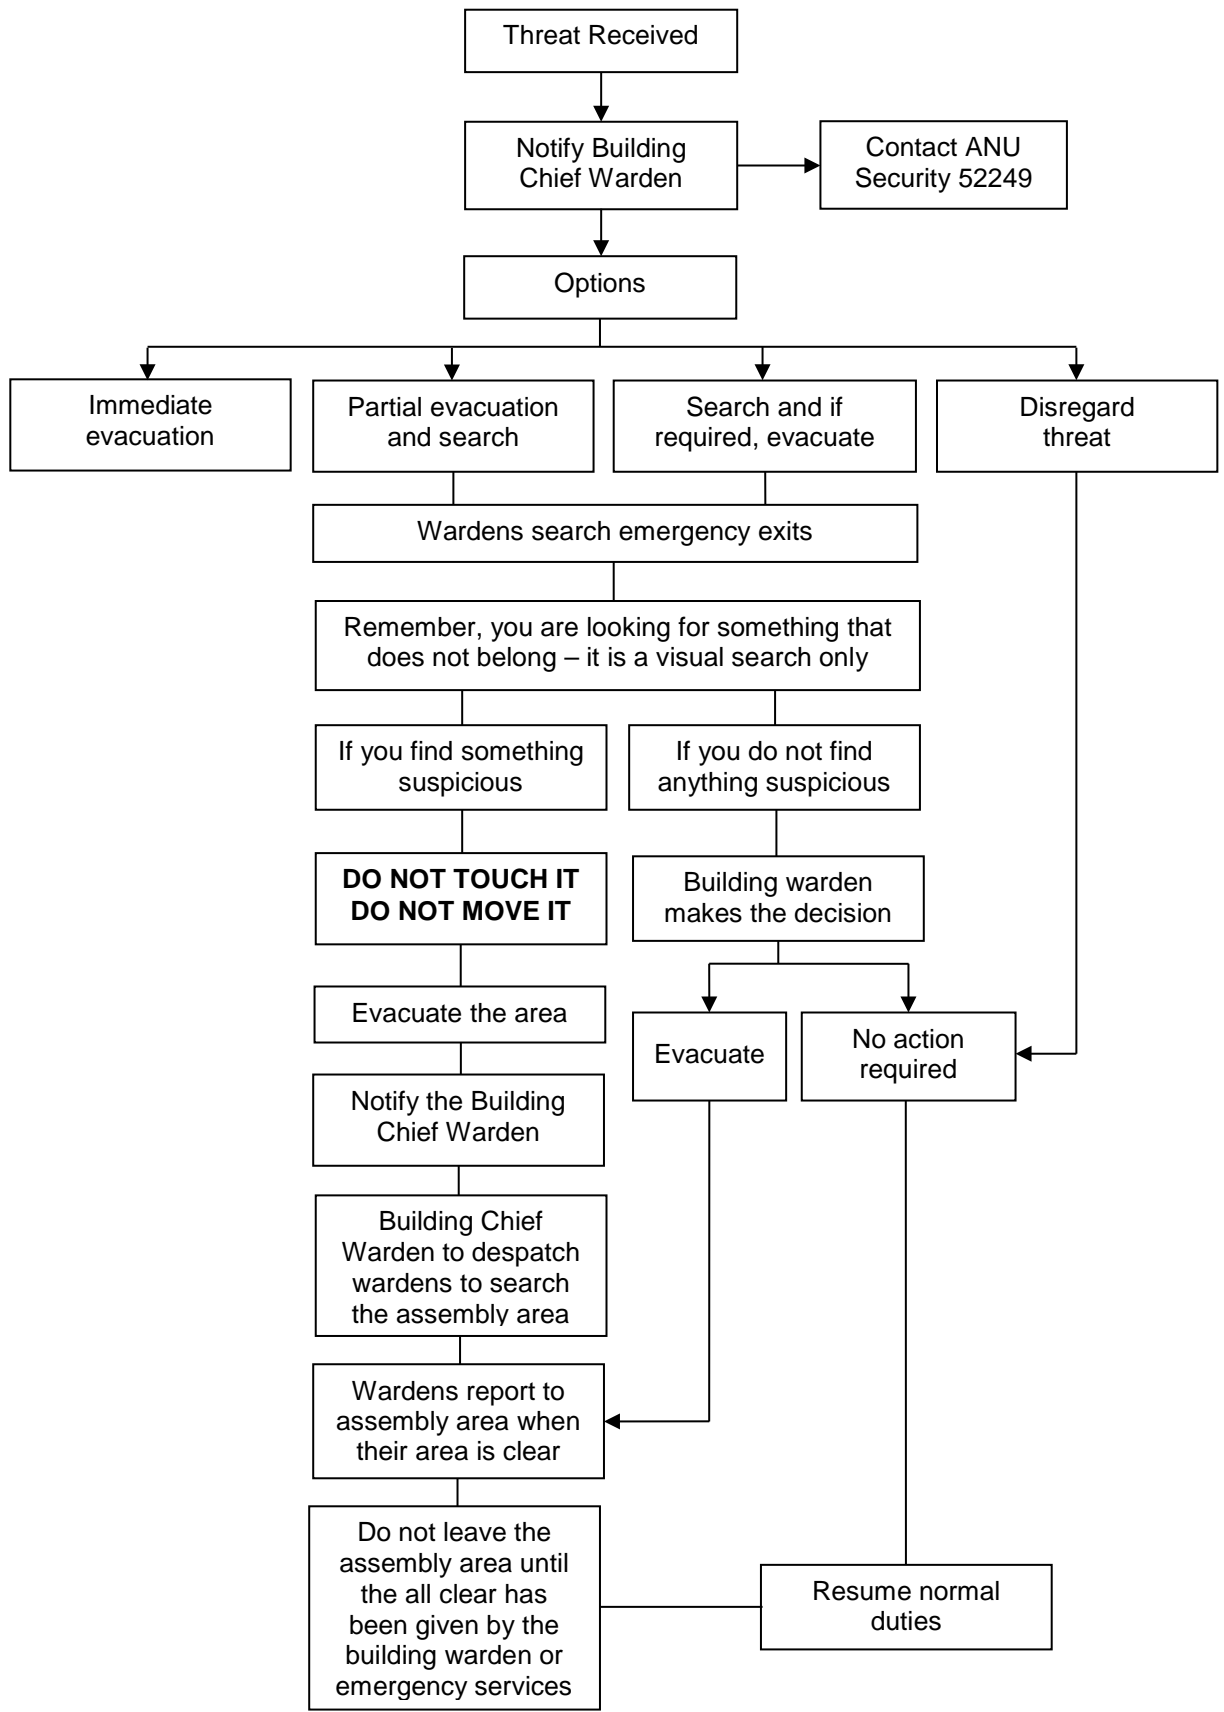 Threat Received
Notify Building
Chief Warden
Contact ANU
Security 52249
Options
Immediate
evacuation
Partial evacuation
and search
Search and if
required, evacuate
Disregard
threat
Wardens search emergency exits
Remember, you are looking for something that
does not belong – it is a visual search only
If you find something
suspicious
If you do not find
anything suspicious
DO NOT TOUCH IT
DO NOT MOVE IT
Building warden
makes the decision
Evacuate the area
Evacuate
No action
required
Notify the Building
Chief Warden
Building Chief
Warden to despatch
wardens to search
the assembly area
Wardens report to
assembly area when
their area is clear
Do not leave the
assembly area until
the all clear has
been given by the
building warden or
emergency services
Resume normal
duties